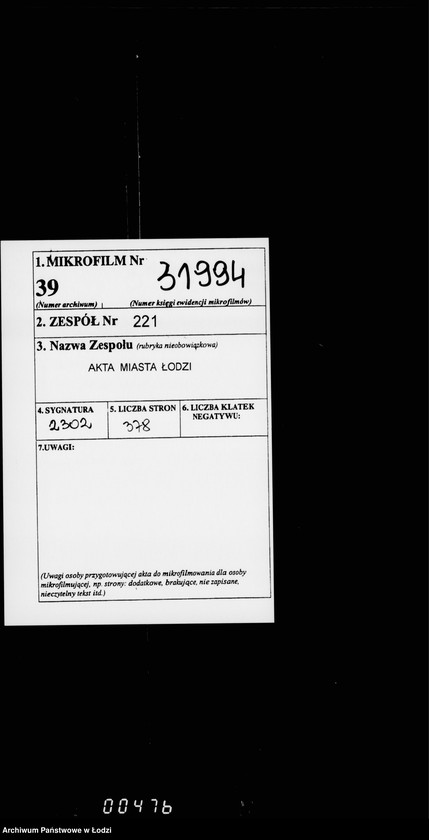 1. MIKROFILM Nr
39
31994
(Numer archiwum) (Numer księgi ewidencji mikrofilmów)
2. ZESPÓŁ Nr 221
3. Nazwa Zespołu (rubryka nieobowiązkowa)
AKTA MIASTA ŁODZI
4. SYGNATURA 5. LICZBA STRON 6. LICZBA KLATEK
NEGATYWU:
2302 378
7.UWAGI:
(Uwagi osoby przygotowującej akta do mikrofilmowania dla osoby
mikrofilmującej, np. strony: dodatkowe, brakujące, nie zapisane,
nieczytelny tekst itd.)
00476
Archiwum Państwowe w Łodzi